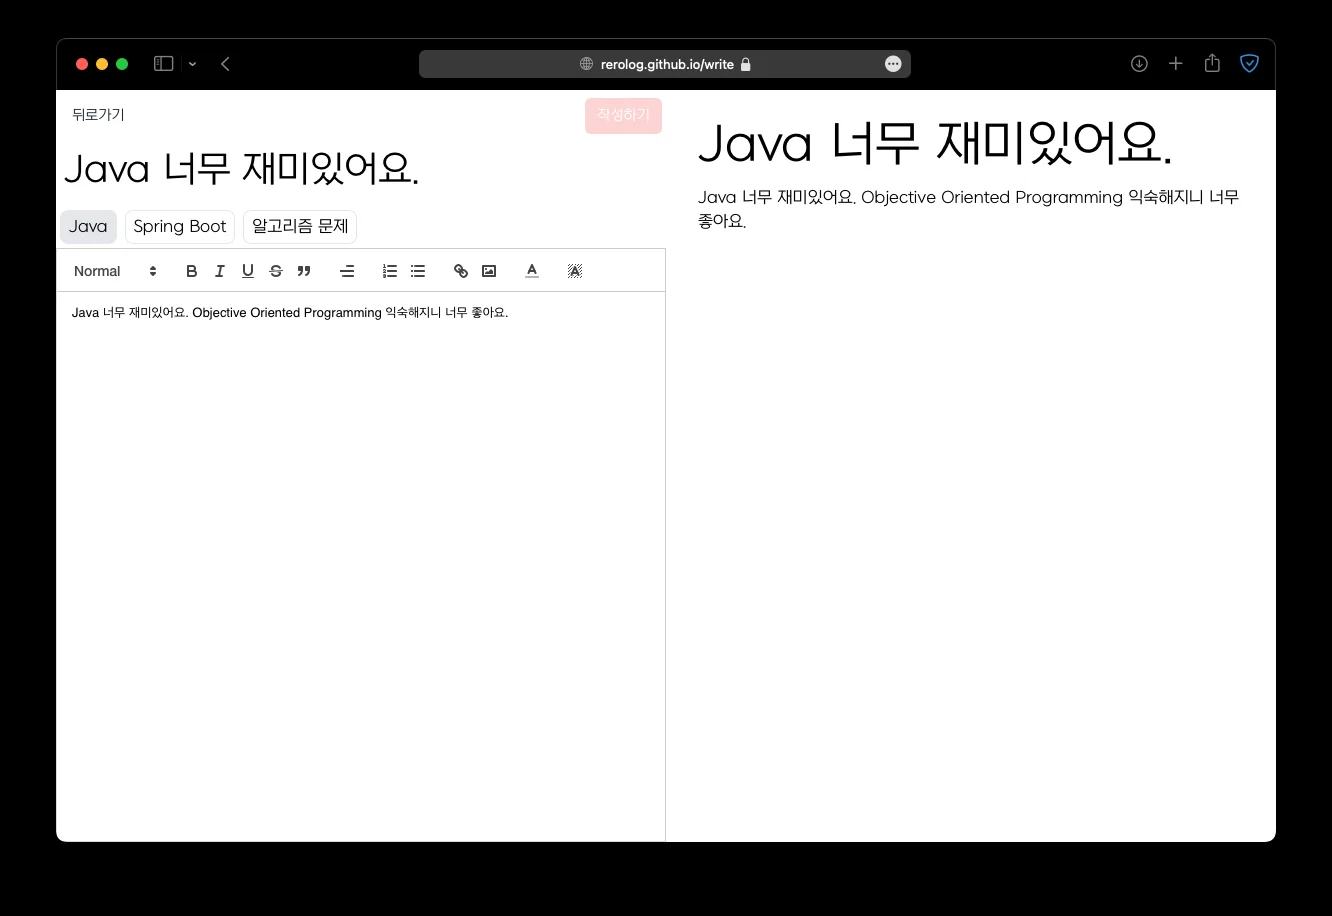 rerolog.github.io/write
뒤로가기
작성하기
Java 너무 재미있어요.
Java
Spring Boot
알고리즘 문제
Normal
Java 너무 재미있어요. Objective Oriented Programming 익숙해지니 너무 좋아요.
Java 너무 재미있어요.
Java 너무 재미있어요. Objective Oriented Programming 익숙해지니 너무
좋아요.